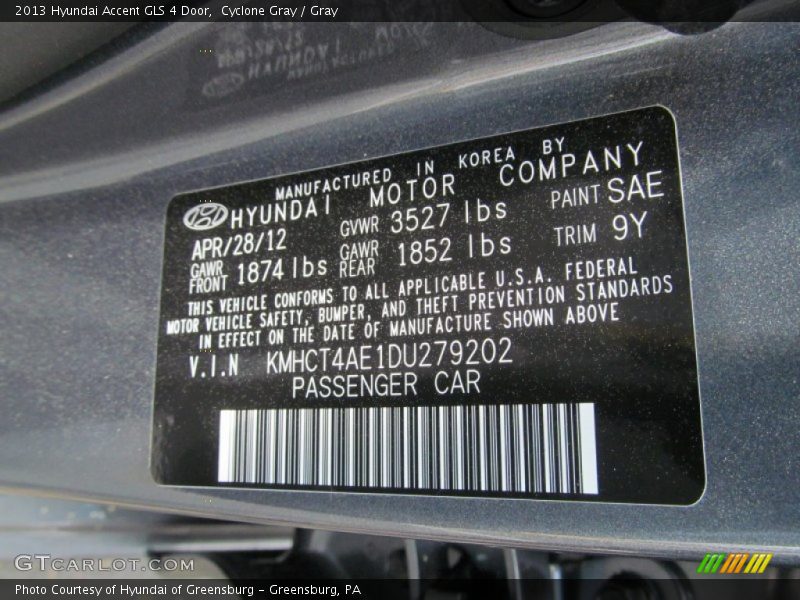 2013 Hyundai Accent GLS 4 Door, Cyclone Gray / Gray
MANUFACTURED IN KOREA BY
HYUNDAI MOTOR COMPANY
APR/28/12 GVWR 3527 lbs PAINT SAE
GAWR FRONT 1874 lbs GAWR REAR 1852 lbs TRIM 9Y
THIS VEHICLE CONFORMS TO ALL APPLICABLE U.S.A. FEDERAL
MOTOR VEHICLE SAFETY, BUMPER, AND THEFT PREVENTION STANDARDS
IN EFFECT ON THE DATE OF MANUFACTURE SHOWN ABOVE
V.I.N KMHCT4AE1DU279202
PASSENGER CAR
GTCARLOT.COM
Photo Courtesy of Hyundai of Greensburg - Greensburg, PA